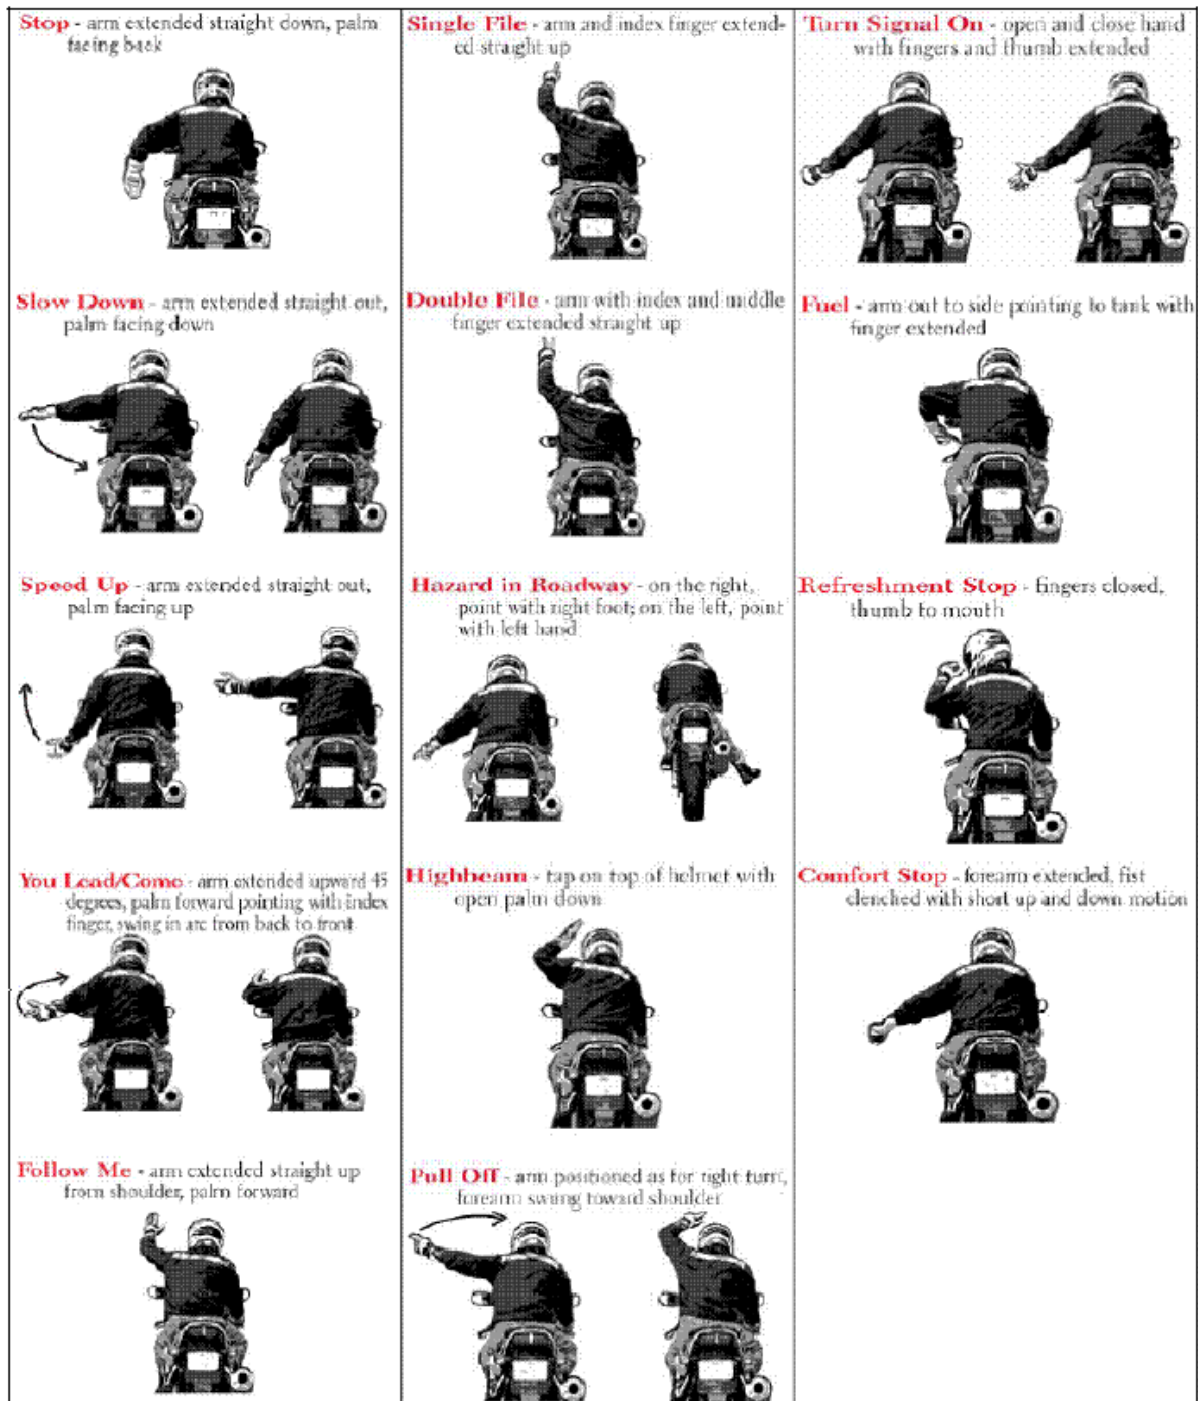 Stop - arm extended straight down, palm
facing back
Slow Down - arm extended straight out,
palm facing down
Speed Up - arm extended straight out,
palm facing up
You Lead/Come - arm extended upward 45
degrees, palm forward pointing with index
finger, swing in arc from back to front
Follow Me - arm extended straight up
from shoulder, palm forward
Single File - arm and index finger extend-
ed straight up
Double File - arm with index and middle
finger extended straight up
Hazard in Roadway - on the right,
point with right foot; on the left, point
with left hand
Highbeam - tap on top of helmet with
open palm down
Pull Off - arm positioned as for right turn,
forearm swung toward shoulder
Turn Signal On - open and close hand
with fingers and thumb extended
Fuel - arm out to side pointing to tank with
finger extended
Refreshment Stop - fingers closed,
thumb to mouth
Comfort Stop - forearm extended, fist
clenched with short up and down motion